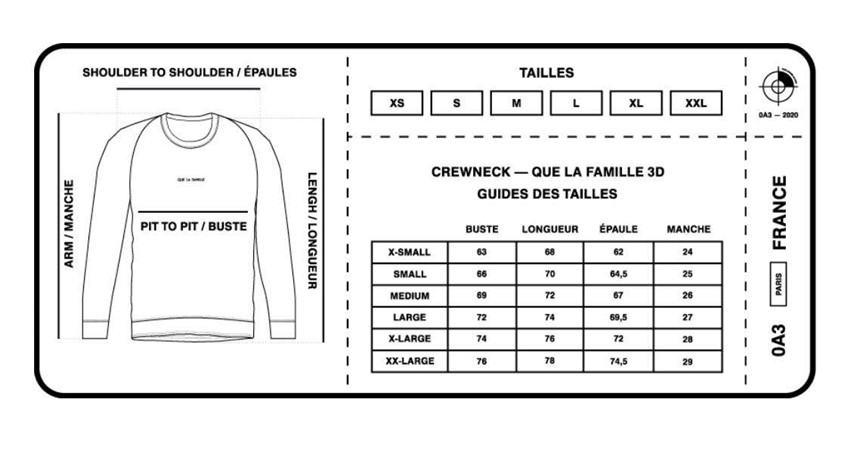 SHOULDER TO SHOULDER / ÉPAULES
ARM / MANCHE
QUE LA FAMILLE
PIT TO PIT / BUSTE
LENGH / LONGUEUR
TAILLES
XS S M L XL XXL
CREWNECK — QUE LA FAMILLE 3D
GUIDES DES TAILLES
BUSTE LONGUEUR ÉPAULE MANCHE
X-SMALL 63 68 62 24
SMALL 66 70 64,5 25
MEDIUM 69 72 67 26
LARGE 72 74 69,5 27
X-LARGE 74 76 72 28
XX-LARGE 76 78 74,5 29
0A3 — 2020
0A3 PARIS FRANCE